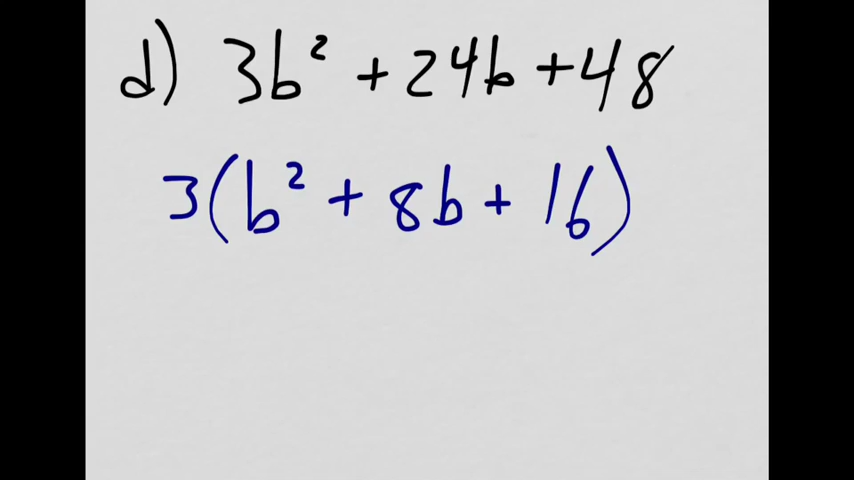 d) 3b² + 24b + 48
3(b² + 8b + 16)